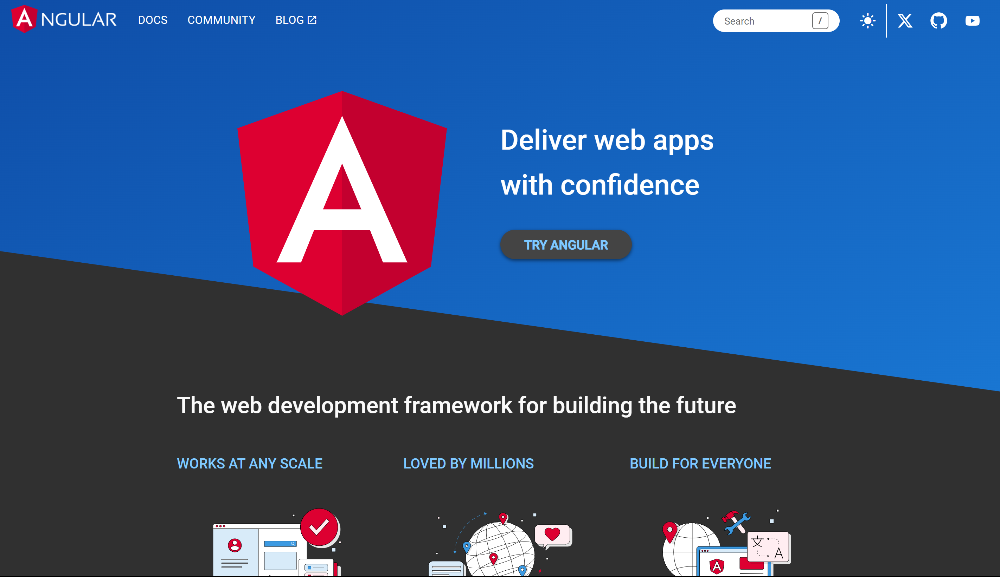 ANGULAR
DOCS
COMMUNITY
BLOG
Search
/
Deliver web apps
with confidence
TRY ANGULAR
The web development framework for building the future
WORKS AT ANY SCALE
LOVED BY MILLIONS
BUILD FOR EVERYONE
文
A